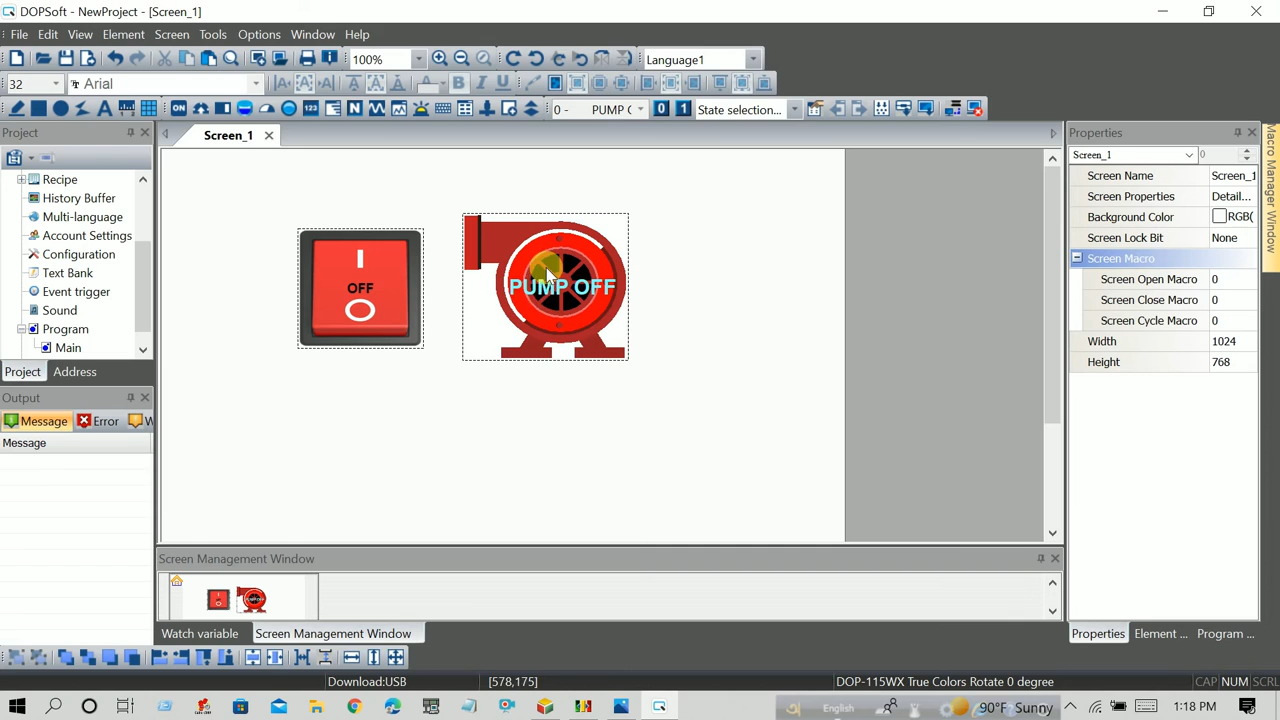 DOPSoft - NewProject - [Screen_1]
File Edit View Element Screen Tools Options Window Help
100% Language1
32 Arial
0 - PUMP State selection...
Project
Recipe
History Buffer
Multi-language
Account Settings
Configuration
Text Bank
Event trigger
Sound
Program
Main
Project Address
Output
Message Error W
Message
Screen_1
OFF
PUMP OFF
Screen Management Window
PUMP OFF
Watch variable Screen Management Window
Properties
Screen_1 0
Screen Name Screen_1
Screen Properties Detail...
Background Color RGB(
Screen Lock Bit None
Screen Macro
Screen Open Macro 0
Screen Close Macro 0
Screen Cycle Macro 0
Width 1024
Height 768
Properties Element ... Program ...
Macro Manager Window
Download:USB [578,175] DOP-115WX True Colors Rotate 0 degree CAP NUM SCRL
English 90°F Sunny 1:18 PM